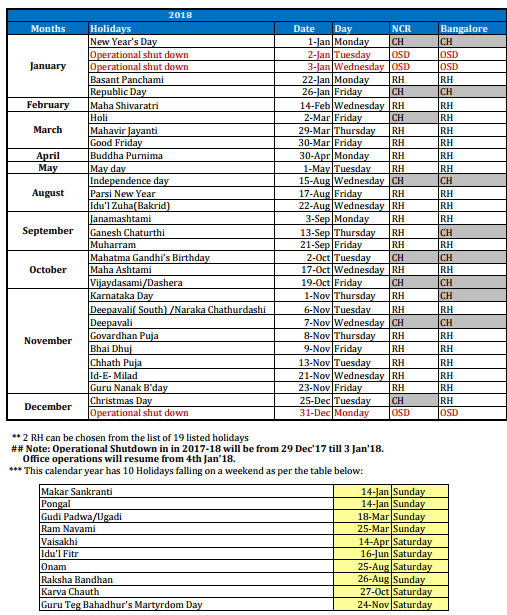 2018
Months Holidays Date Day NCR Bangalore
January
New Year's Day 1-Jan Monday CH CH
Operational shut down 2-Jan Tuesday OSD OSD
Operational shut down 3-Jan Wednesday OSD OSD
Basant Panchami 22-Jan Monday RH RH
Republic Day 26-Jan Friday CH CH
February Maha Shivaratri 14-Feb Wednesday RH RH
March
Holi 2-Mar Friday CH RH
Mahavir Jayanti 29-Mar Thursday RH RH
Good Friday 30-Mar Friday RH RH
April Buddha Purnima 30-Apr Monday RH RH
May May day 1-May Tuesday RH RH
August
Independence day 15-Aug Wednesday CH CH
Parsi New Year 17-Aug Friday RH RH
Idu'l Zuha(Bakrid) 22-Aug Wednesday RH RH
September
Janamashtami 3-Sep Monday RH RH
Ganesh Chaturthi 13-Sep Thursday RH CH
Muharram 21-Sep Friday RH RH
October
Mahatma Gandhi's Birthday 2-Oct Tuesday CH CH
Maha Ashtami 17-Oct Wednesday RH RH
Vijaydasami/Dashera 19-Oct Friday CH CH
November
Karnataka Day 1-Nov Thursday RH CH
Deepavali( South) /Naraka Chathurdashi 6-Nov Tuesday RH RH
Deepavali 7-Nov Wednesday CH CH
Govardhan Puja 8-Nov Thursday RH RH
Bhai Dhuj 9-Nov Friday RH RH
Chhath Puja 13-Nov Tuesday RH RH
Id-E- Milad 21-Nov Wednesday RH RH
Guru Nanak B'day 23-Nov Friday RH RH
December
Christmas Day 25-Dec Tuesday CH RH
Operational shut down 31-Dec Monday OSD OSD
** 2 RH can be chosen from the list of 19 listed holidays
## Note: Operational Shutdown in in 2017-18 will be from 29 Dec'17 till 3 Jan'18.
Office operations will resume from 4th Jan'18.
*** This calendar year has 10 Holidays falling on a weekend as per the table below:
Makar Sankranti 14-Jan Sunday
Pongal 14-Jan Sunday
Gudi Padwa/Ugadi 18-Mar Sunday
Ram Navami 25-Mar Sunday
Vaisakhi 14-Apr Saturday
Idu'l Fitr 16-Jun Saturday
Onam 25-Aug Saturday
Raksha Bandhan 26-Aug Sunday
Karva Chauth 27-Oct Saturday
Guru Teg Bahadhur's Martyrdom Day 24-Nov Saturday